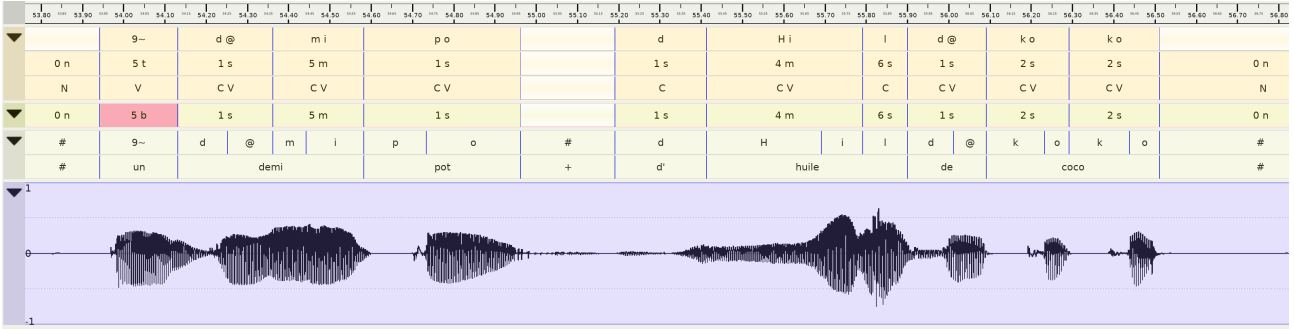 53.80 53.90 54.00 54.10 54.20 54.30 54.40 54.50 54.60 54.70 54.80 54.90 55.00 55.10 55.20 55.30 55.40 55.50 55.60 55.70 55.80 55.90 56.00 56.10 56.20 56.30 56.40 56.50 56.60 56.70 56.80
9~ d @ m i p o d H i l d @ k o k o
0 n 5 t 1 s 5 m 1 s 1 s 4 m 6 s 1 s 2 s 2 s 0 n
N V C V C V C V C C V C C V C V C V N
0 n 5 b 1 s 5 m 1 s 1 s 4 m 6 s 1 s 2 s 2 s 0 n
# 9~ d @ m i p o # d H i l d @ k o k o #
# un demi pot + d' huile de coco #
1
0
-1